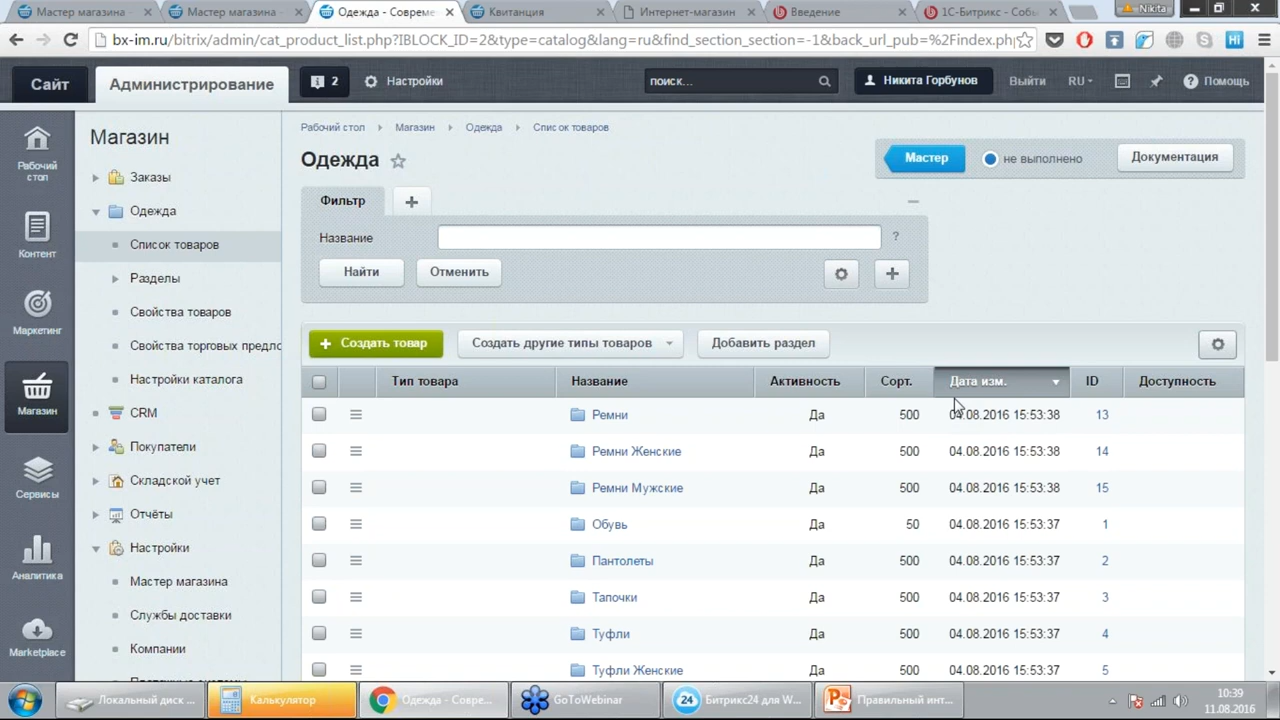 Мастер магазина -
Мастер магазина -
Одежда - Совреме
Квитанция
Интернет-магазин
Введение
1С-Битрикс - Собы
Nikita
bx-im.ru/bitrix/admin/cat_product_list.php?IBLOCK_ID=2&type=catalog&lang=ru&find_section_section=-1&back_url_pub=%2Findex.ph
Сайт
Администрирование
2
Настройки
поиск...
Никита Горбунов
Выйти
RU
Помощь
Рабочий стол
Контент
Маркетинг
Магазин
Сервисы
Аналитика
Marketplace
Магазин
Заказы
Одежда
Список товаров
Разделы
Свойства товаров
Свойства торговых предло
Настройки каталога
CRM
Покупатели
Складской учет
Отчёты
Настройки
Мастер магазина
Службы доставки
Компании
Рабочий стол Магазин Одежда Список товаров
Одежда
Мастер
не выполнено
Документация
Фильтр
+
Название
?
Найти
Отменить
+ Создать товар
Создать другие типы товаров
Добавить раздел
Тип товара Название Активность Сорт. Дата изм. ID Доступность
Ремни Да 500 04.08.2016 15:53:38 13
Ремни Женские Да 500 04.08.2016 15:53:38 14
Ремни Мужские Да 500 04.08.2016 15:53:38 15
Обувь Да 50 04.08.2016 15:53:37 1
Пантолеты Да 500 04.08.2016 15:53:37 2
Тапочки Да 500 04.08.2016 15:53:37 3
Туфли Да 500 04.08.2016 15:53:37 4
Туфли Женские Да 500 04.08.2016 15:53:37 5
Локальный диск ...
Калькулятор
Одежда - Совре...
GoToWebinar
24 Битрикс24 для W...
Правильный инт...
10:39
11.08.2016